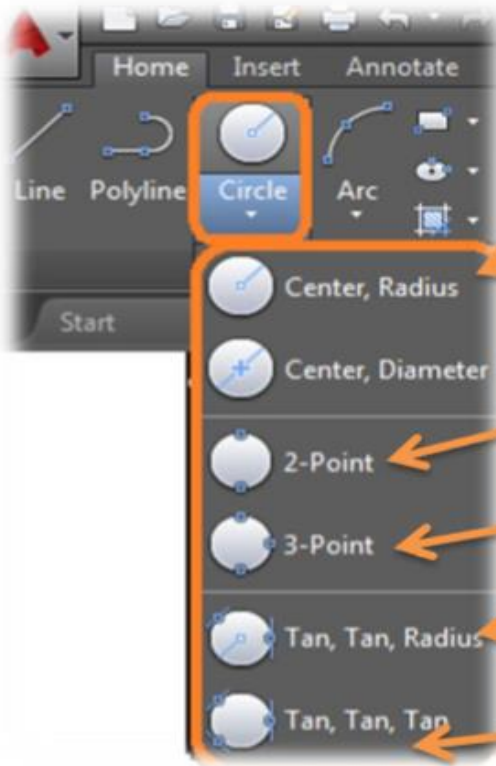 Home Insert Annotate
Line Polyline Circle Arc
Center, Radius
Start
Center, Diameter
2-Point
3-Point
Tan, Tan, Radius
Tan, Tan, Tan